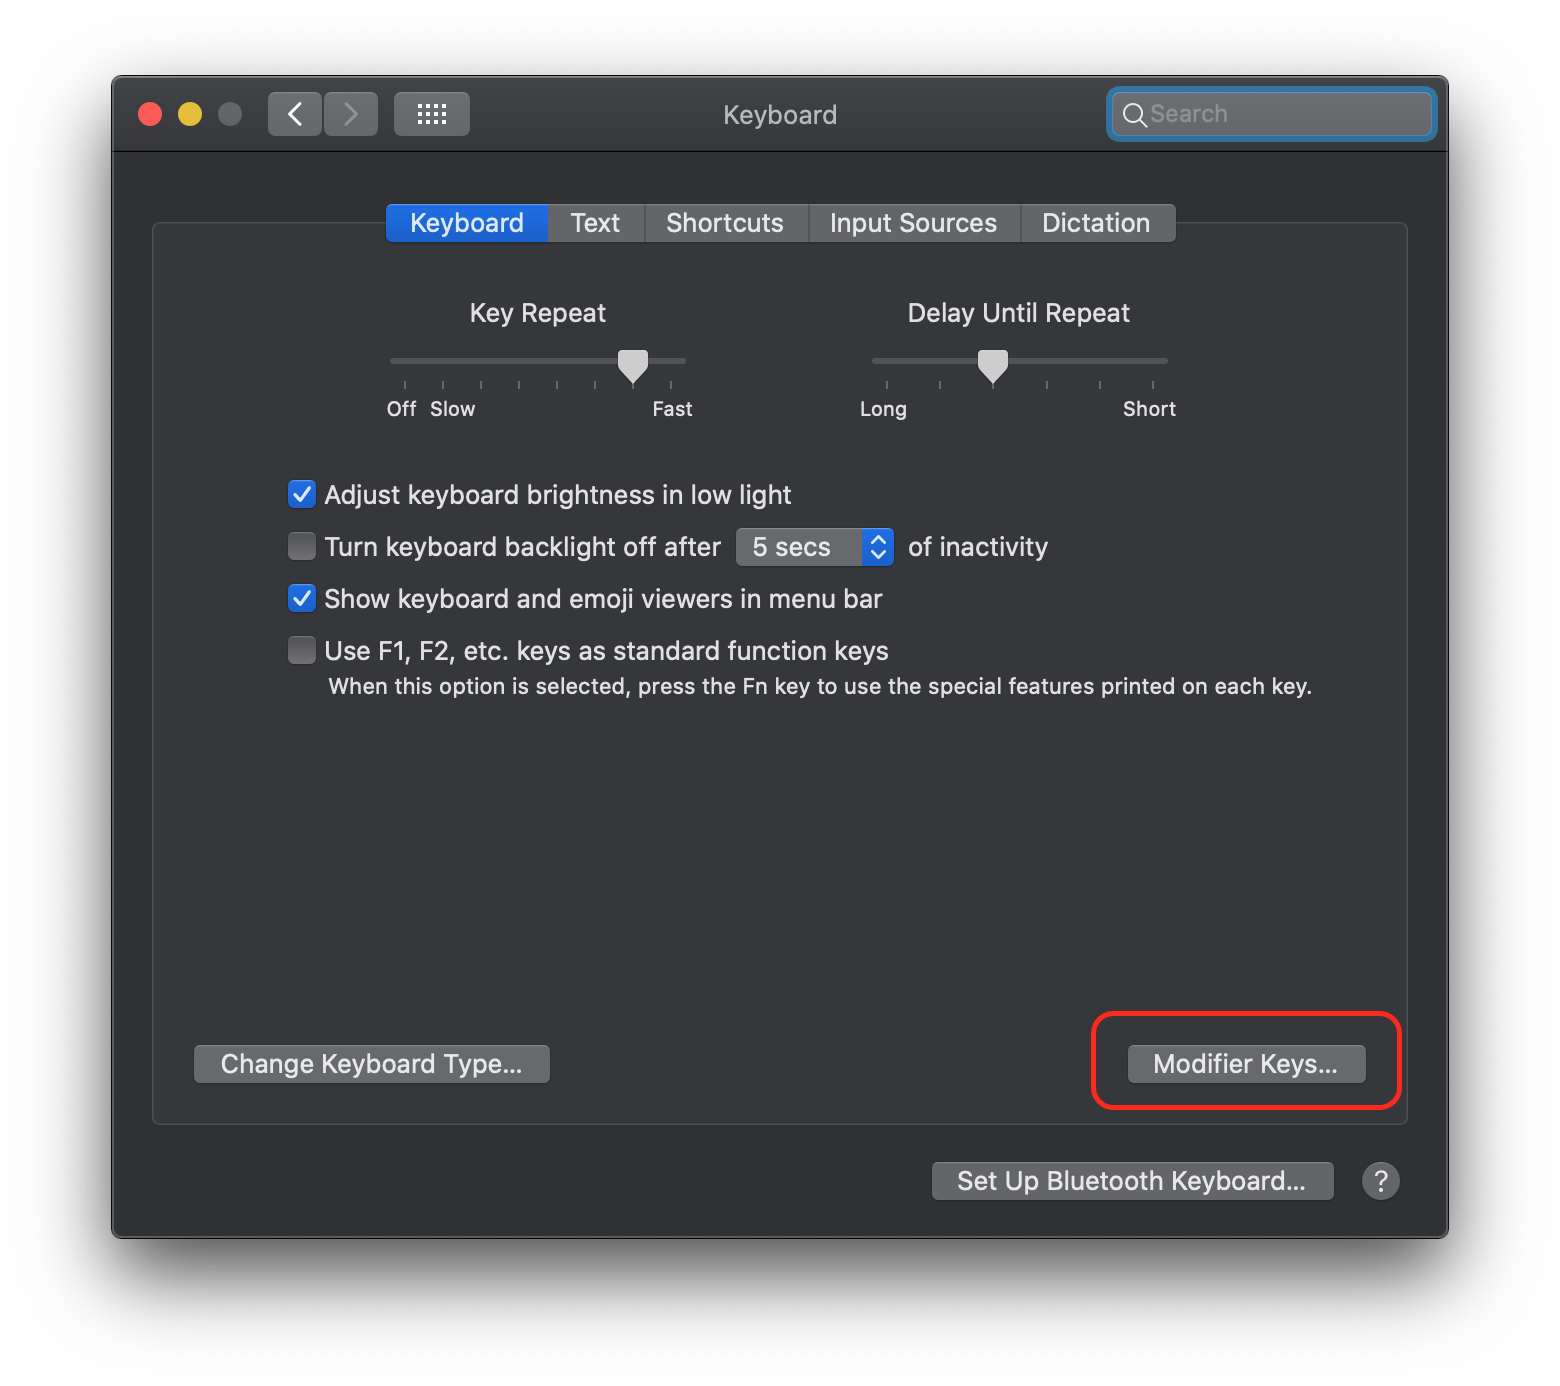 Keyboard
Search
Keyboard Text Shortcuts Input Sources Dictation
Key Repeat Delay Until Repeat
Off Slow Fast Long Short
Adjust keyboard brightness in low light
Turn keyboard backlight off after 5 secs of inactivity
Show keyboard and emoji viewers in menu bar
Use F1, F2, etc. keys as standard function keys
When this option is selected, press the Fn key to use the special features printed on each key.
Change Keyboard Type... Modifier Keys...
Set Up Bluetooth Keyboard... ?